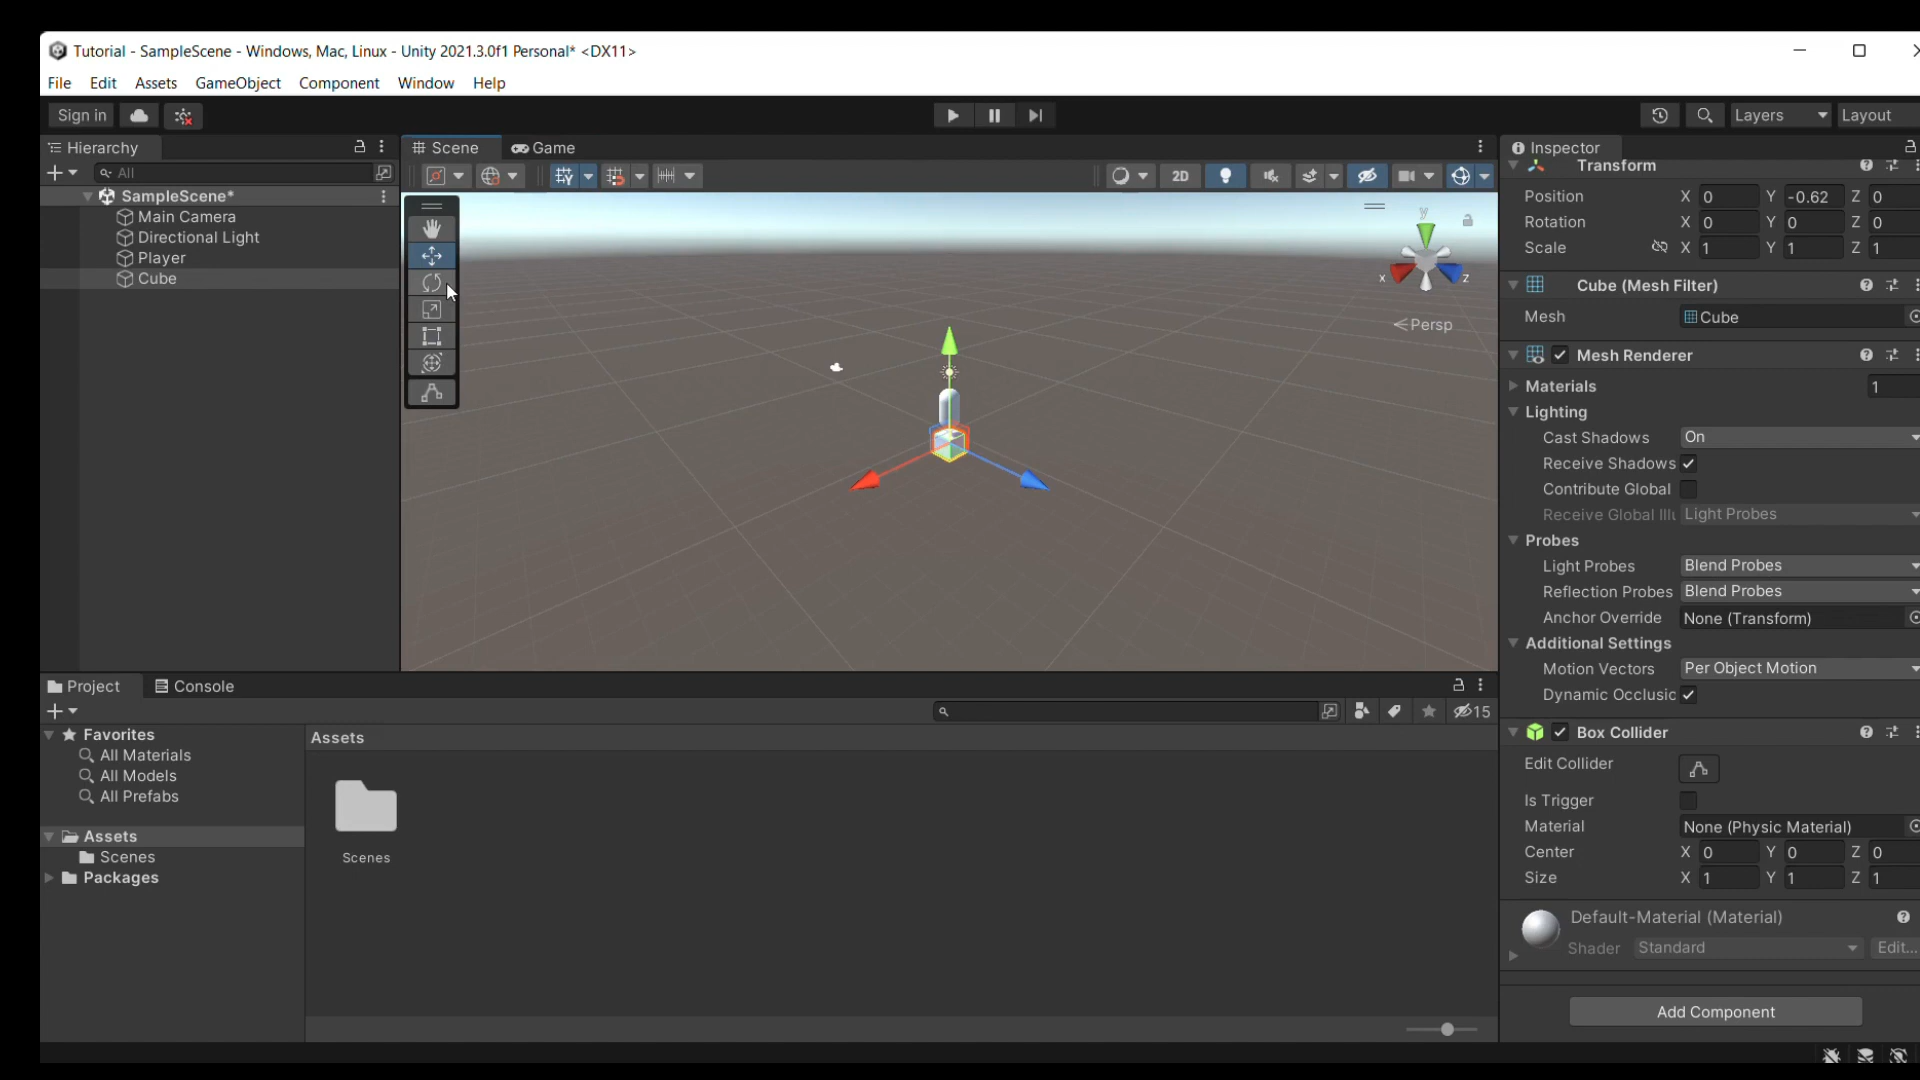 Tutorial - SampleScene - Windows, Mac, Linux - Unity 2021.3.0f1 Personal* <DX11>
File Edit Assets GameObject Component Window Help
Sign in
Layers
Layout
Hierarchy
All
SampleScene*
Main Camera
Directional Light
Player
Cube
Scene Game
2D
y
x
z
Persp
Inspector
Transform
Position X 0 Y -0.62 Z 0
Rotation X 0 Y 0 Z 0
Scale X 1 Y 1 Z 1
Cube (Mesh Filter)
Mesh Cube
Mesh Renderer
Materials 1
Lighting
Cast Shadows On
Receive Shadows
Contribute Global
Receive Global Illu Light Probes
Probes
Light Probes Blend Probes
Reflection Probes Blend Probes
Anchor Override None (Transform)
Additional Settings
Motion Vectors Per Object Motion
Dynamic Occlusic
Box Collider
Edit Collider
Is Trigger
Material None (Physic Material)
Center X 0 Y 0 Z 0
Size X 1 Y 1 Z 1
Default-Material (Material)
Shader Standard Edit...
Add Component
Project Console
15
Favorites
All Materials
All Models
All Prefabs
Assets
Scenes
Packages
Assets
Scenes